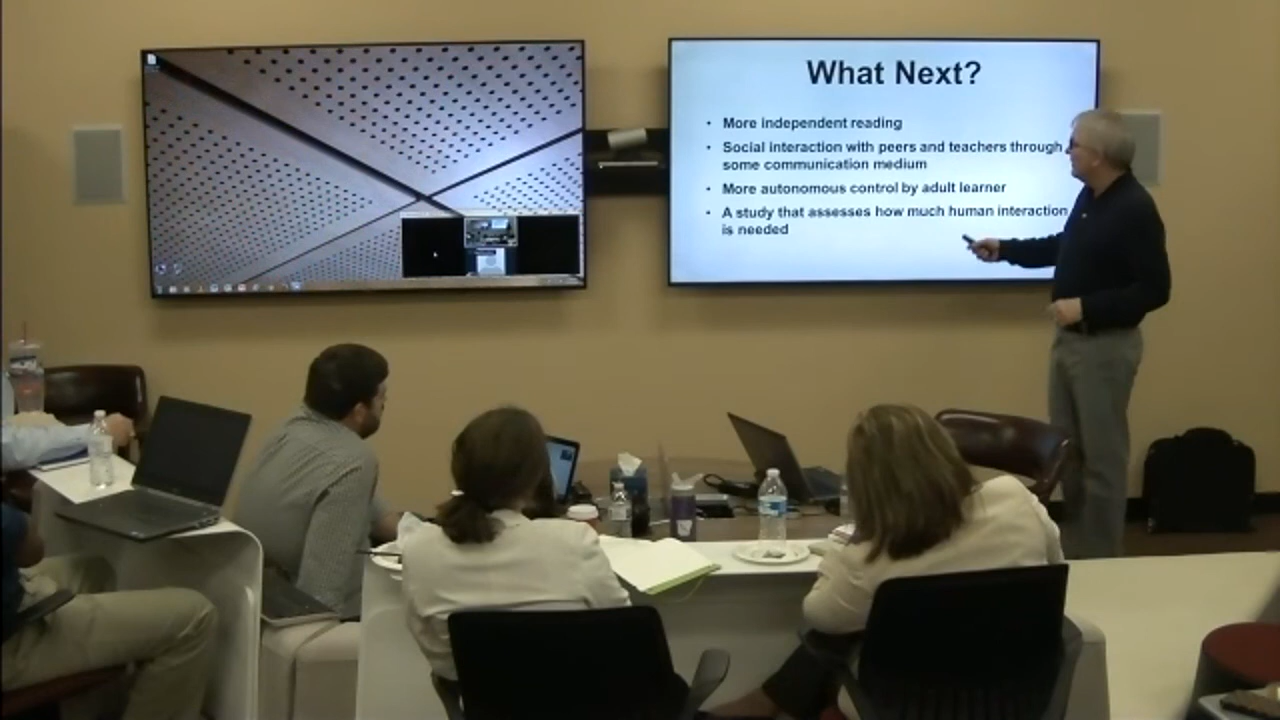 What Next?
• More independent reading
• Social interaction with peers and teachers through
some communication medium
• More autonomous control by adult learner
• A study that assesses how much human interaction
is needed